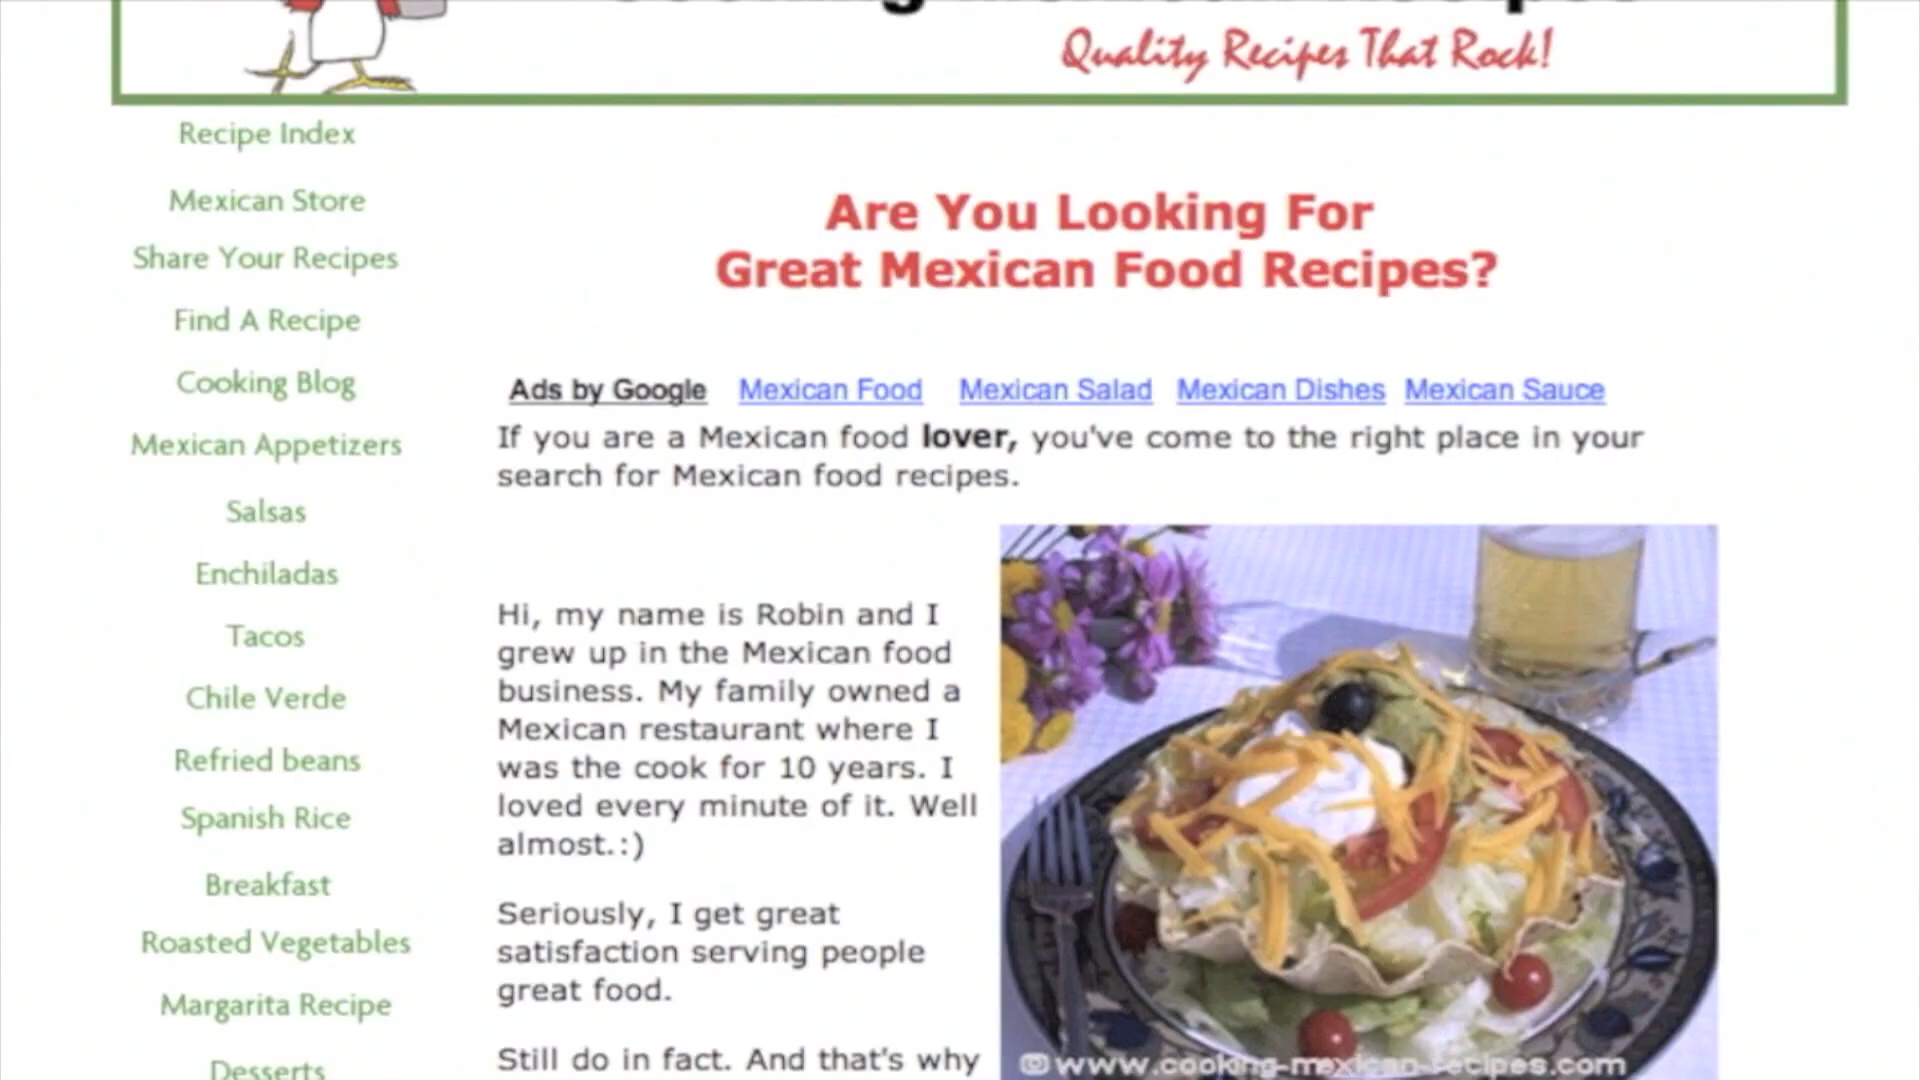 Quality Recipes That Rock!
Recipe Index
Mexican Store
Share Your Recipes
Find A Recipe
Cooking Blog
Mexican Appetizers
Salsas
Enchiladas
Tacos
Chile Verde
Refried beans
Spanish Rice
Breakfast
Roasted Vegetables
Margarita Recipe
Desserts
Are You Looking For
Great Mexican Food Recipes?
Ads by Google Mexican Food Mexican Salad Mexican Dishes Mexican Sauce
If you are a Mexican food lover, you've come to the right place in your
search for Mexican food recipes.
Hi, my name is Robin and I
grew up in the Mexican food
business. My family owned a
Mexican restaurant where I
was the cook for 10 years. I
loved every minute of it. Well
almost.:)
Seriously, I get great
satisfaction serving people
great food.
Still do in fact. And that's why
©www.cooking-mexican-recipes.com